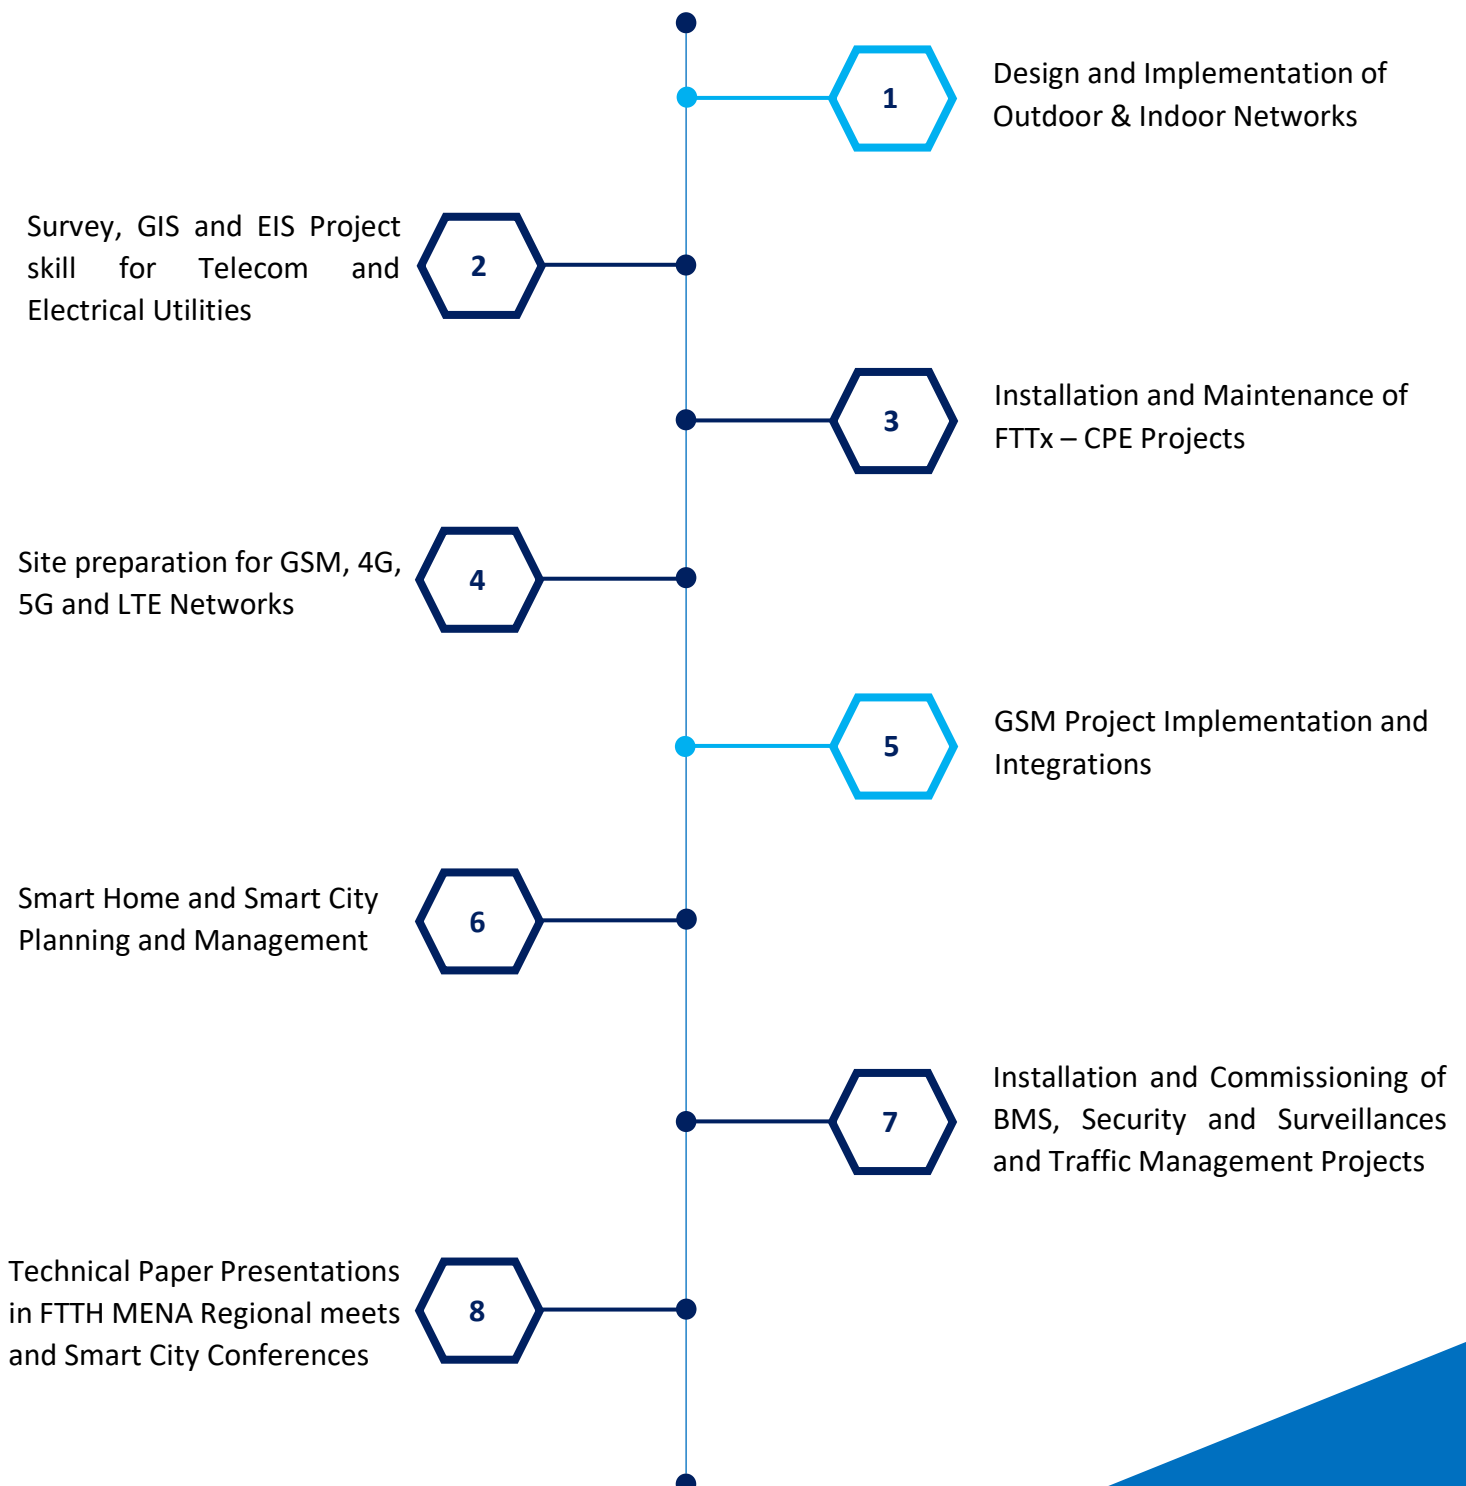 1
Design and Implementation of
Outdoor & Indoor Networks
Survey, GIS and EIS Project
skill for Telecom and
Electrical Utilities
2
3
Installation and Maintenance of
FTTx – CPE Projects
Site preparation for GSM, 4G,
5G and LTE Networks
4
5
GSM Project Implementation and
Integrations
Smart Home and Smart City
Planning and Management
6
7
Installation and Commissioning of
BMS, Security and Surveillances
and Traffic Management Projects
Technical Paper Presentations
in FTTH MENA Regional meets
and Smart City Conferences
8